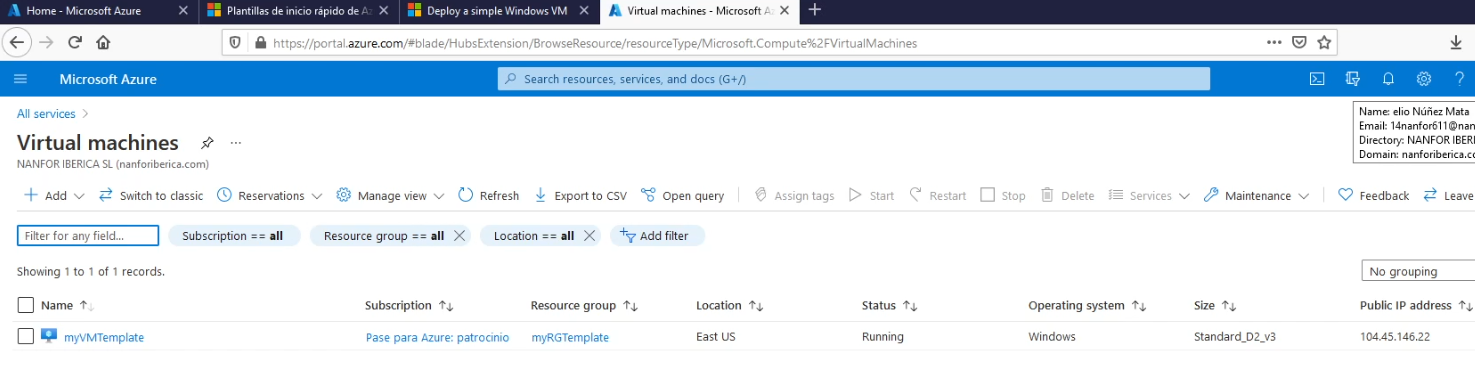 Home - Microsoft Azure
Plantillas de inicio rápido de Az
Deploy a simple Windows VM
Virtual machines - Microsoft Az
https://portal.azure.com/#blade/HubsExtension/BrowseResource/resourceType/Microsoft.Compute%2FVirtualMachines
Microsoft Azure
Search resources, services, and docs (G+/)
All services >
Name: elio Núñez Mata
Email: 14nanfor611@nan
Directory: NANFOR IBERI
Domain: nanforiberica.co
Virtual machines
NANFOR IBERICA SL (nanforiberica.com)
Add Switch to classic Reservations Manage view Refresh Export to CSV Open query Assign tags Start Restart Stop Delete Services Maintenance Feedback Leave
Filter for any field... Subscription == all Resource group == all Location == all Add filter
Showing 1 to 1 of 1 records. No grouping
Name Subscription Resource group Location Status Operating system Size Public IP address
myVMTemplate Pase para Azure: patrocinio myRGTemplate East US Running Windows Standard_D2_v3 104.45.146.22